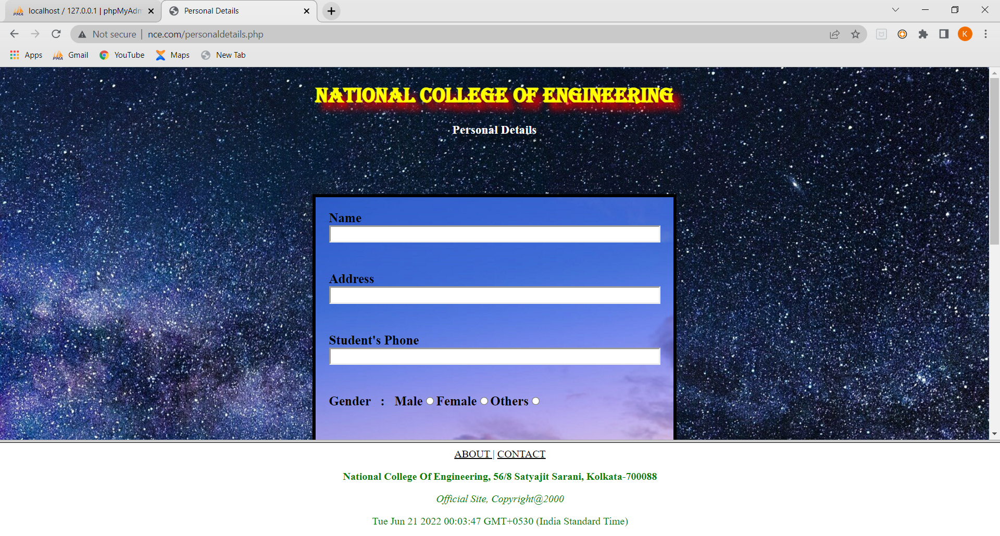 localhost / 127.0.0.1 | phpMyAdm
Personal Details
Not secure | nce.com/personaldetails.php
K
Apps
PMA
Gmail
YouTube
Maps
New Tab
NATIONAL COLLEGE OF ENGINEERING
Personal Details
Name
Address
Student's Phone
Gender : Male Female Others
ABOUT | CONTACT
National College Of Engineering, 56/8 Satyajit Sarani, Kolkata-700088
Official Site, Copyright@2000
Tue Jun 21 2022 00:03:47 GMT+0530 (India Standard Time)